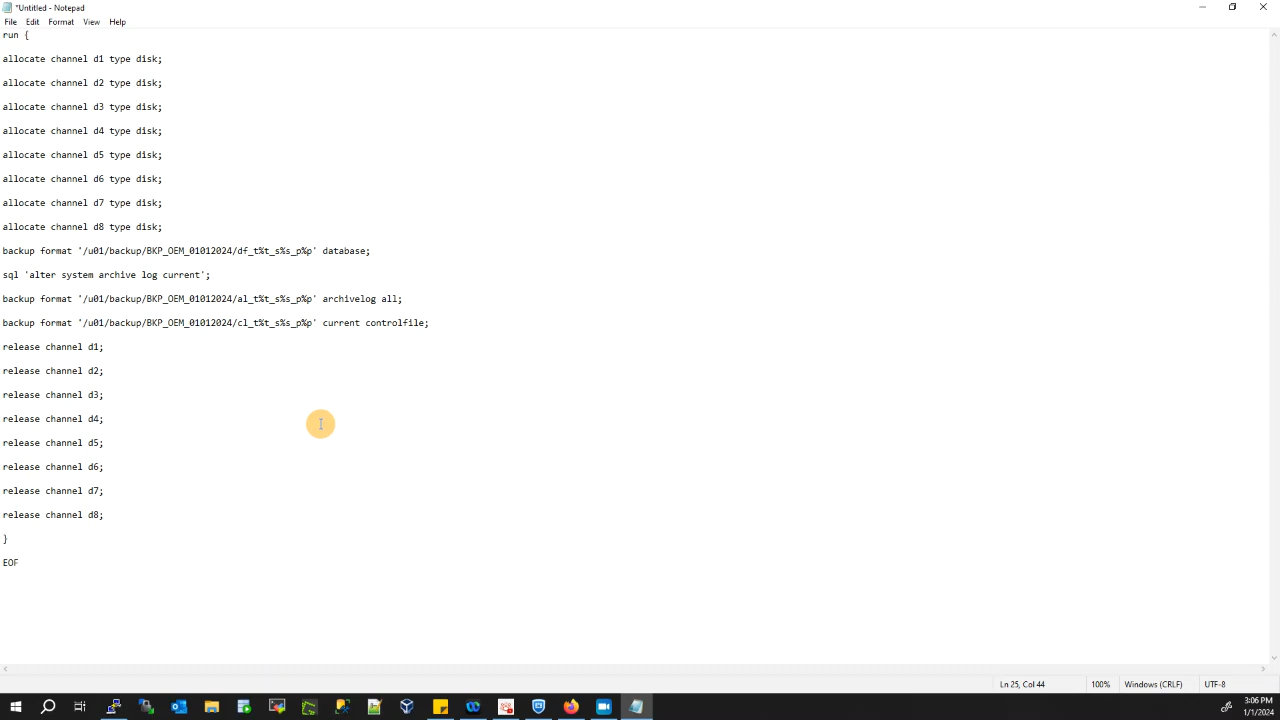 *Untitled - Notepad
File Edit Format View Help
run {
allocate channel d1 type disk;
allocate channel d2 type disk;
allocate channel d3 type disk;
allocate channel d4 type disk;
allocate channel d5 type disk;
allocate channel d6 type disk;
allocate channel d7 type disk;
allocate channel d8 type disk;
backup format '/u01/backup/BKP_OEM_01012024/df_t%t_s%s_p%p' database;
sql 'alter system archive log current';
backup format '/u01/backup/BKP_OEM_01012024/al_t%t_s%s_p%p' archivelog all;
backup format '/u01/backup/BKP_OEM_01012024/cl_t%t_s%s_p%p' current controlfile;
release channel d1;
release channel d2;
release channel d3;
release channel d4;
release channel d5;
release channel d6;
release channel d7;
release channel d8;
}
EOF
Ln 25, Col 44 100% Windows (CRLF) UTF-8
3:06 PM
1/1/2024